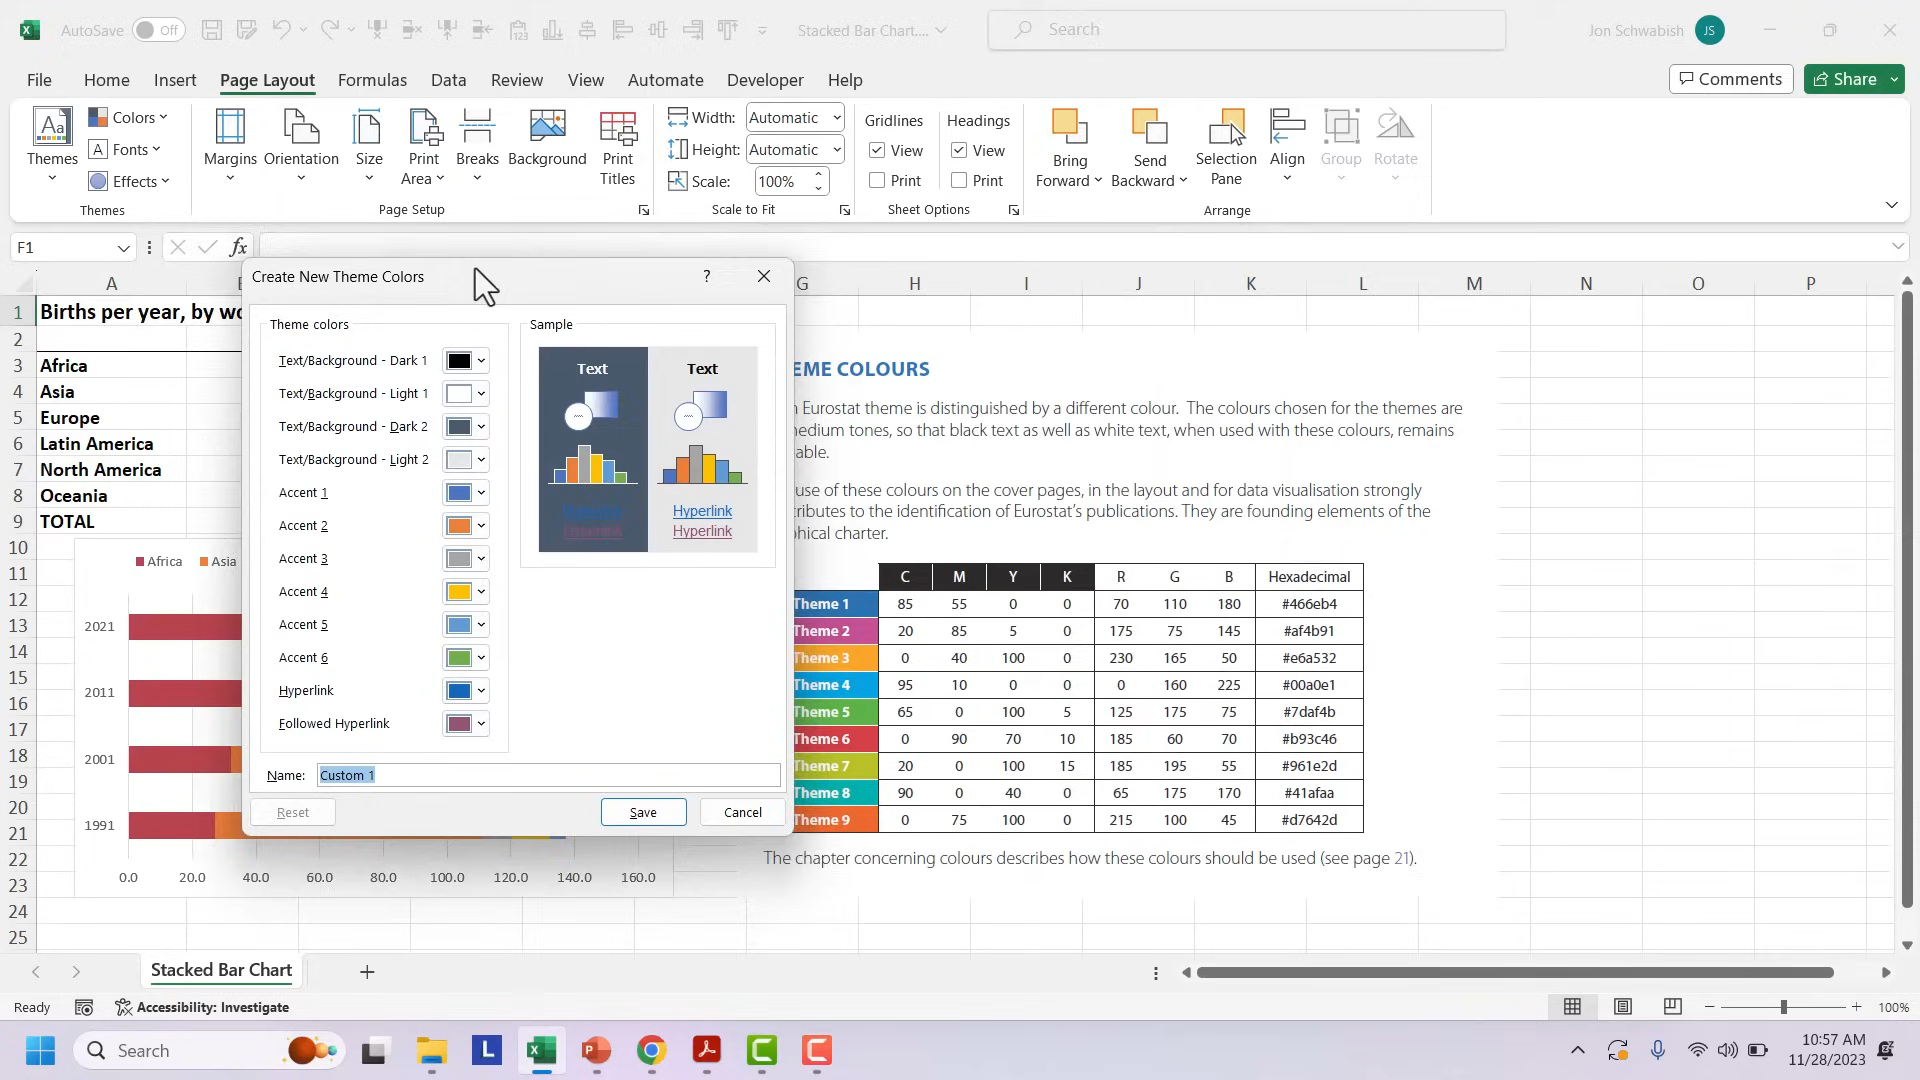 AutoSave Off Stacked Bar Chart.... Search Jon Schwabish JS
File Home Insert Page Layout Formulas Data Review View Automate Developer Help Comments Share
Aa Colors Width: Automatic Gridlines Headings
A Fonts Height: Automatic View View
Themes Effects Margins Orientation Size Print Area Breaks Background Print Titles Scale: 100% Print Print Bring Forward Send Backward Selection Pane Align Group Rotate
Themes Page Setup Scale to Fit Sheet Options Arrange
F1 fx
A G H I J K L M N O P
Create New Theme Colors ?
Theme colors
Text/Background - Dark 1
Text/Background - Light 1
Text/Background - Dark 2
Text/Background - Light 2
Accent 1
Accent 2
Accent 3
Accent 4
Accent 5
Accent 6
Hyperlink
Followed Hyperlink
Sample
Text Text
Hyperlink
Hyperlink
Name: Custom 1
Reset Save Cancel
1 Births per year, by wo
2
3 Africa
4 Asia
5 Europe
6 Latin America
7 North America
8 Oceania
9 TOTAL
10
11
12
13
14
15
16
17
18
19
20
21
22
23
24
25
Africa Asia
2021
2011
2001
1991
0.0 20.0 40.0 60.0 80.0 100.0 120.0 140.0 160.0
EME COLOURS
Eurostat theme is distinguished by a different colour. The colours chosen for the themes are
edium tones, so that black text as well as white text, when used with these colours, remains
able.
use of these colours on the cover pages, in the layout and for data visualisation strongly
tributes to the identification of Eurostat's publications. They are founding elements of the
phical charter.
C M Y K R G B Hexadecimal
Theme 1 85 55 0 0 70 110 180 #466eb4
Theme 2 20 85 5 0 175 75 145 #af4b91
Theme 3 0 40 100 0 230 165 50 #e6a532
Theme 4 95 10 0 0 0 160 225 #00a0e1
Theme 5 65 0 100 5 125 175 75 #7daf4b
Theme 6 0 90 70 10 185 60 70 #b93c46
Theme 7 20 0 100 15 185 195 55 #961e2d
Theme 8 90 0 40 0 65 175 170 #41afaa
Theme 9 0 75 100 0 215 100 45 #d7642d
The chapter concerning colours describes how these colours should be used (see page 21).
Stacked Bar Chart
Ready Accessibility: Investigate 100%
Search L 10:57 AM
11/28/2023